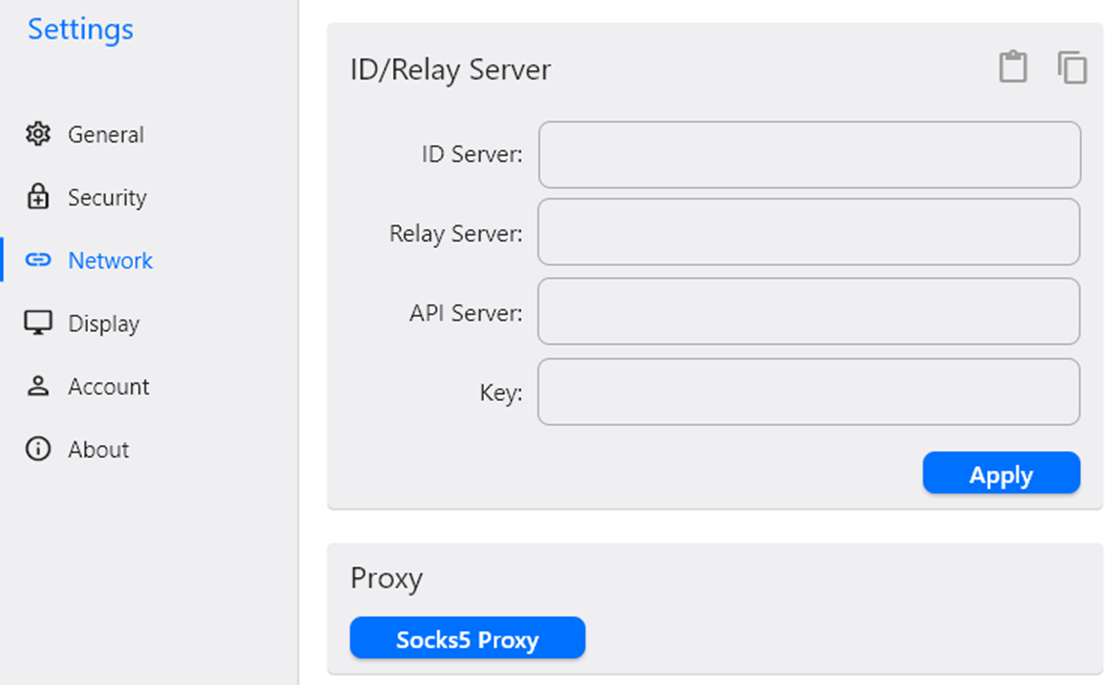 Settings
General
Security
Network
Display
Account
About
ID/Relay Server
ID Server:
Relay Server:
API Server:
Key:
Apply
Proxy
Socks5 Proxy